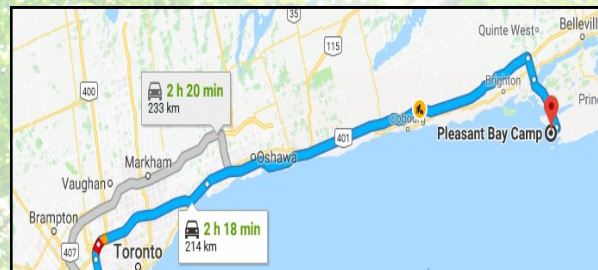 35
Quinte West
Belleville
115
400
2 h 20 min
233 km
Brighton
Cobourg
Pleasant Bay Camp
401
Oshawa
Markham
Vaughan
Brampton
407
2 h 18 min
214 km
Toronto